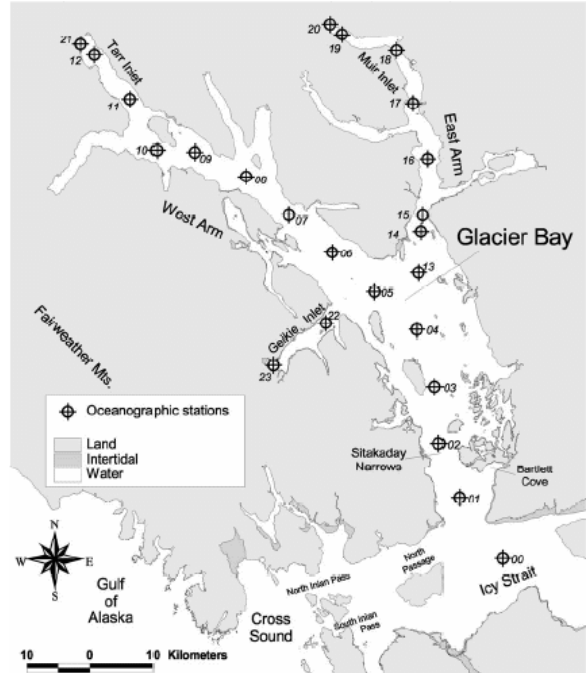 20
19
18
21
12
Tarr Inlet
Muir Inlet
11
17
East Arm
10
09
16
08
West Arm
07
15
14
Glacier Bay
06
13
05
Geikie Inlet
22
04
Fairweather Mts.
23
03
Oceanographic stations
Land
Intertidal
Water
02
Sitakaday
Narrows
Bartlett
Cove
01
N
W E
S
00
North
Passage
Icy Strait
Gulf
of
Alaska
North Inian Pass
Cross
Sound
South Inian
Pass
10 0 10 Kilometers